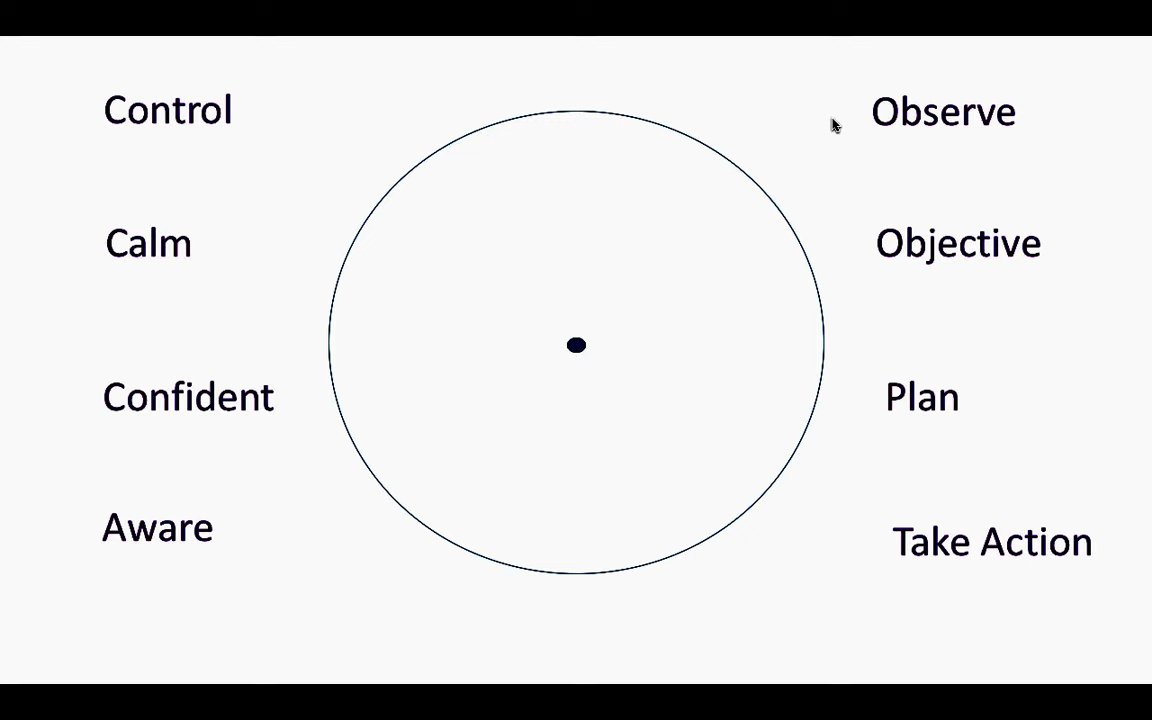 Control
Calm
Confident
Aware
Observe
Objective
Plan
Take Action